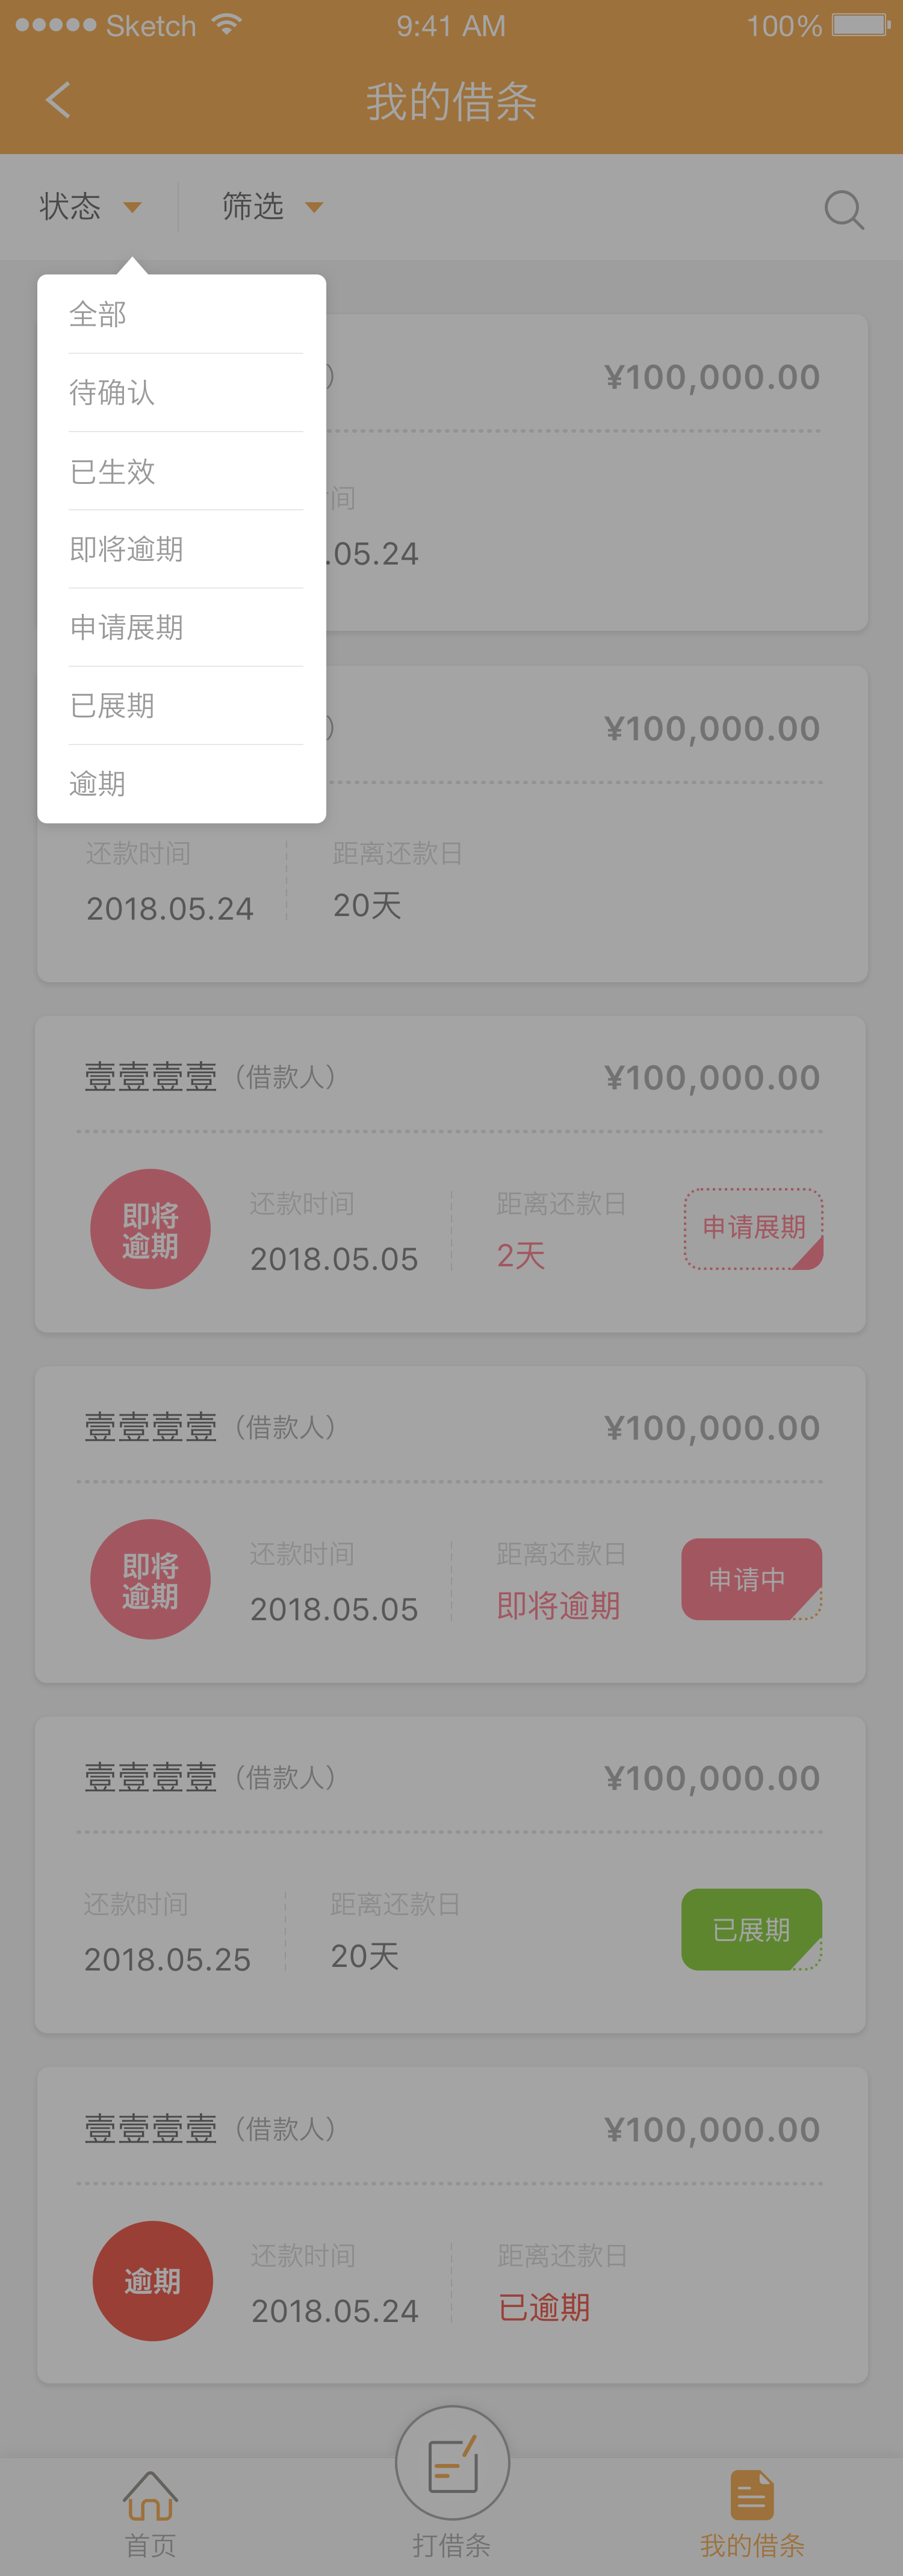 Sketch 9:41 AM 100%
我的借条
状态 筛选
全部
待确认
已生效
即将逾期
申请展期
已展期
逾期
) ¥100,000.00
间
.05.24
) ¥100,000.00
还款时间 距离还款日
2018.05.24 20天
壹壹壹壹（借款人） ¥100,000.00
即将
逾期
还款时间 距离还款日
2018.05.05 2天
申请展期
壹壹壹壹（借款人） ¥100,000.00
即将
逾期
还款时间 距离还款日
2018.05.05 即将逾期
申请中
壹壹壹壹（借款人） ¥100,000.00
还款时间 距离还款日
2018.05.25 20天
已展期
壹壹壹壹（借款人） ¥100,000.00
逾期
还款时间 距离还款日
2018.05.24 已逾期
首页 打借条 我的借条